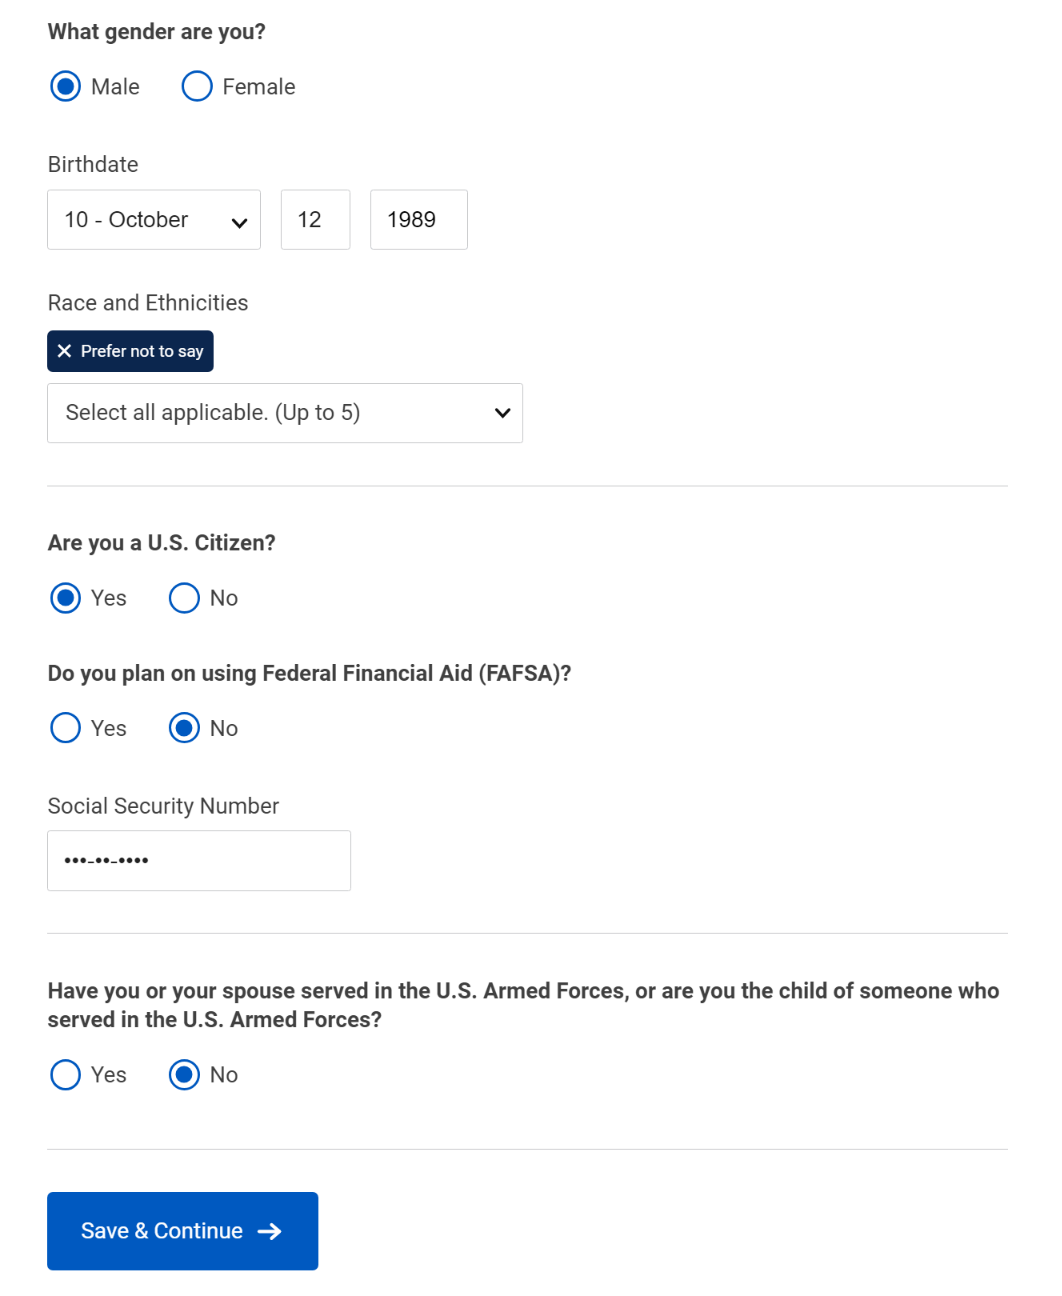 What gender are you?
Male Female
Birthdate
10 - October 12 1989
Race and Ethnicities
✕ Prefer not to say
Select all applicable. (Up to 5)
Are you a U.S. Citizen?
Yes No
Do you plan on using Federal Financial Aid (FAFSA)?
Yes No
Social Security Number
•••-••-••••
Have you or your spouse served in the U.S. Armed Forces, or are you the child of someone who
served in the U.S. Armed Forces?
Yes No
Save & Continue →